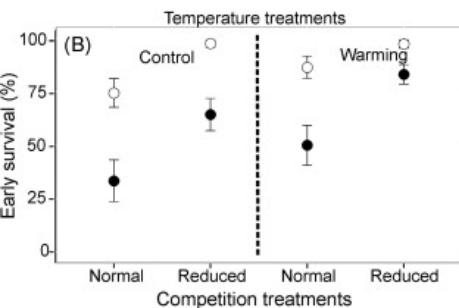 Temperature treatments
(B)
Control
Warming
Early survival (%)
100
75
50
25
0
Normal Reduced Normal Reduced
Competition treatments